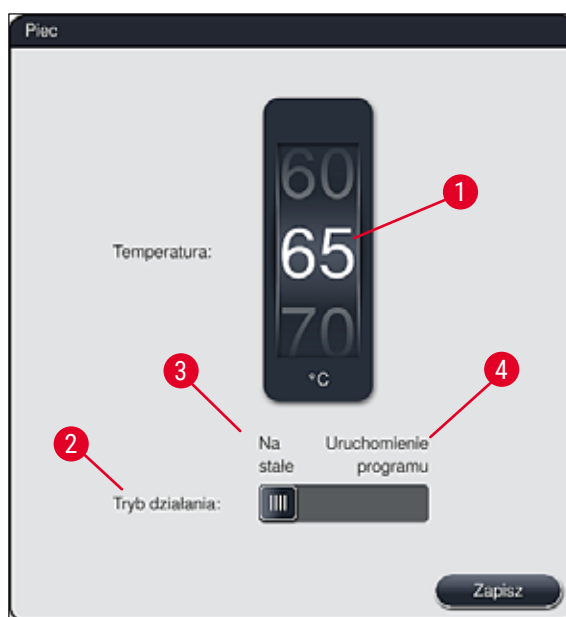 Piec
60
1
Temperatura:
65
70
°C
3
4
Na stałe
Uruchomienie programu
2
Tryb działania:
Zapisz